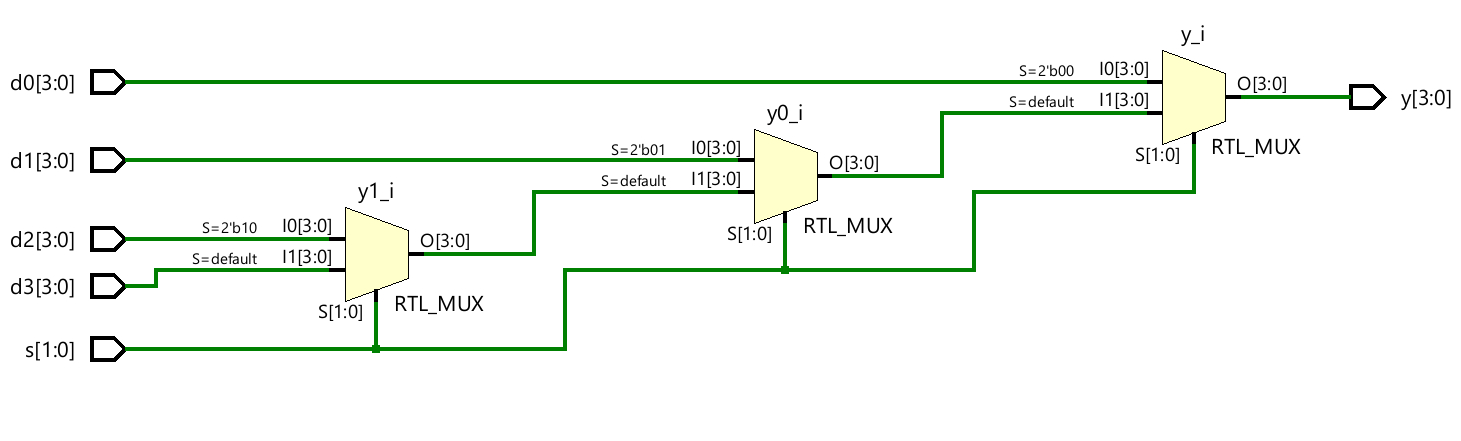 y_i
d0[3:0]
S=2'b00
I0[3:0]
O[3:0]
y[3:0]
S=default
I1[3:0]
S[1:0]
RTL_MUX
y0_i
d1[3:0]
S=2'b01
I0[3:0]
O[3:0]
S=default
I1[3:0]
S[1:0]
RTL_MUX
y1_i
d2[3:0]
S=2'b10
I0[3:0]
O[3:0]
S=default
I1[3:0]
d3[3:0]
S[1:0]
RTL_MUX
s[1:0]